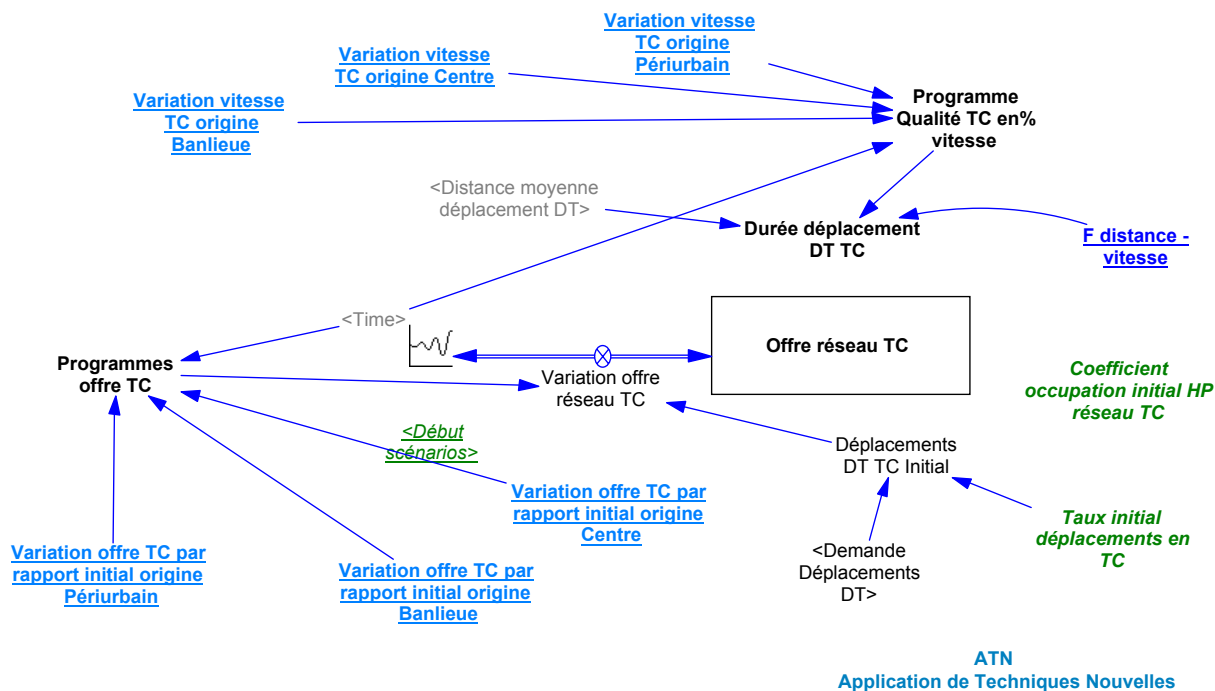 Variation vitesse
TC origine
Périurbain
Variation vitesse
TC origine Centre
Variation vitesse
TC origine
Banlieue
Programme
Qualité TC en%
vitesse
<Distance moyenne
déplacement DT>
Durée déplacement
DT TC
F distance -
vitesse
<Time>
Programmes
offre TC
Variation offre
réseau TC
Offre réseau TC
Coefficient
occupation initial HP
réseau TC
<Début
scénarios>
Déplacements
DT TC Initial
Variation offre TC par
rapport initial origine
Centre
Taux initial
déplacements en
TC
<Demande
Déplacements
DT>
Variation offre TC par
rapport initial origine
Périurbain
Variation offre TC par
rapport initial origine
Banlieue
ATN
Application de Techniques Nouvelles